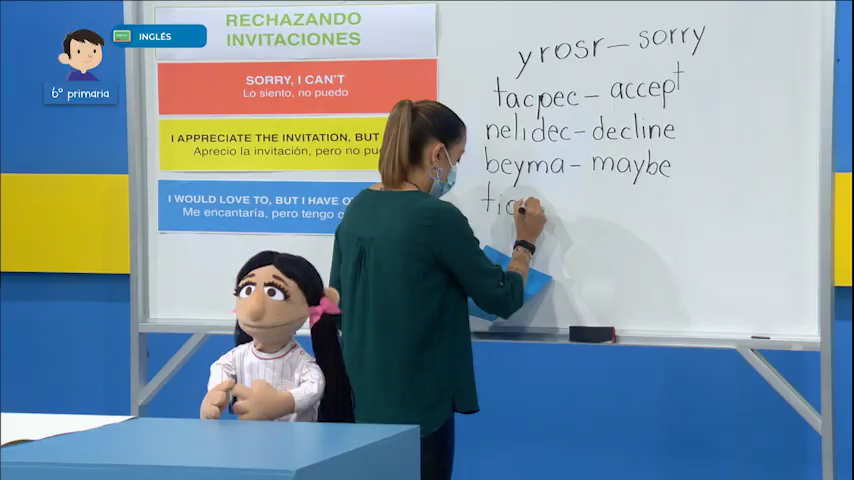 INGLÉS
6º primaria
RECHAZANDO
INVITACIONES
SORRY, I CAN'T
Lo siento, no puedo
I APPRECIATE THE INVITATION, BUT
Aprecio la invitación, pero no
I WOULD LOVE TO, BUT I HAVE
Me encantaría, pero tengo
yrosr – sorry
tacpec – accept
nelidec – decline
beyma – maybe